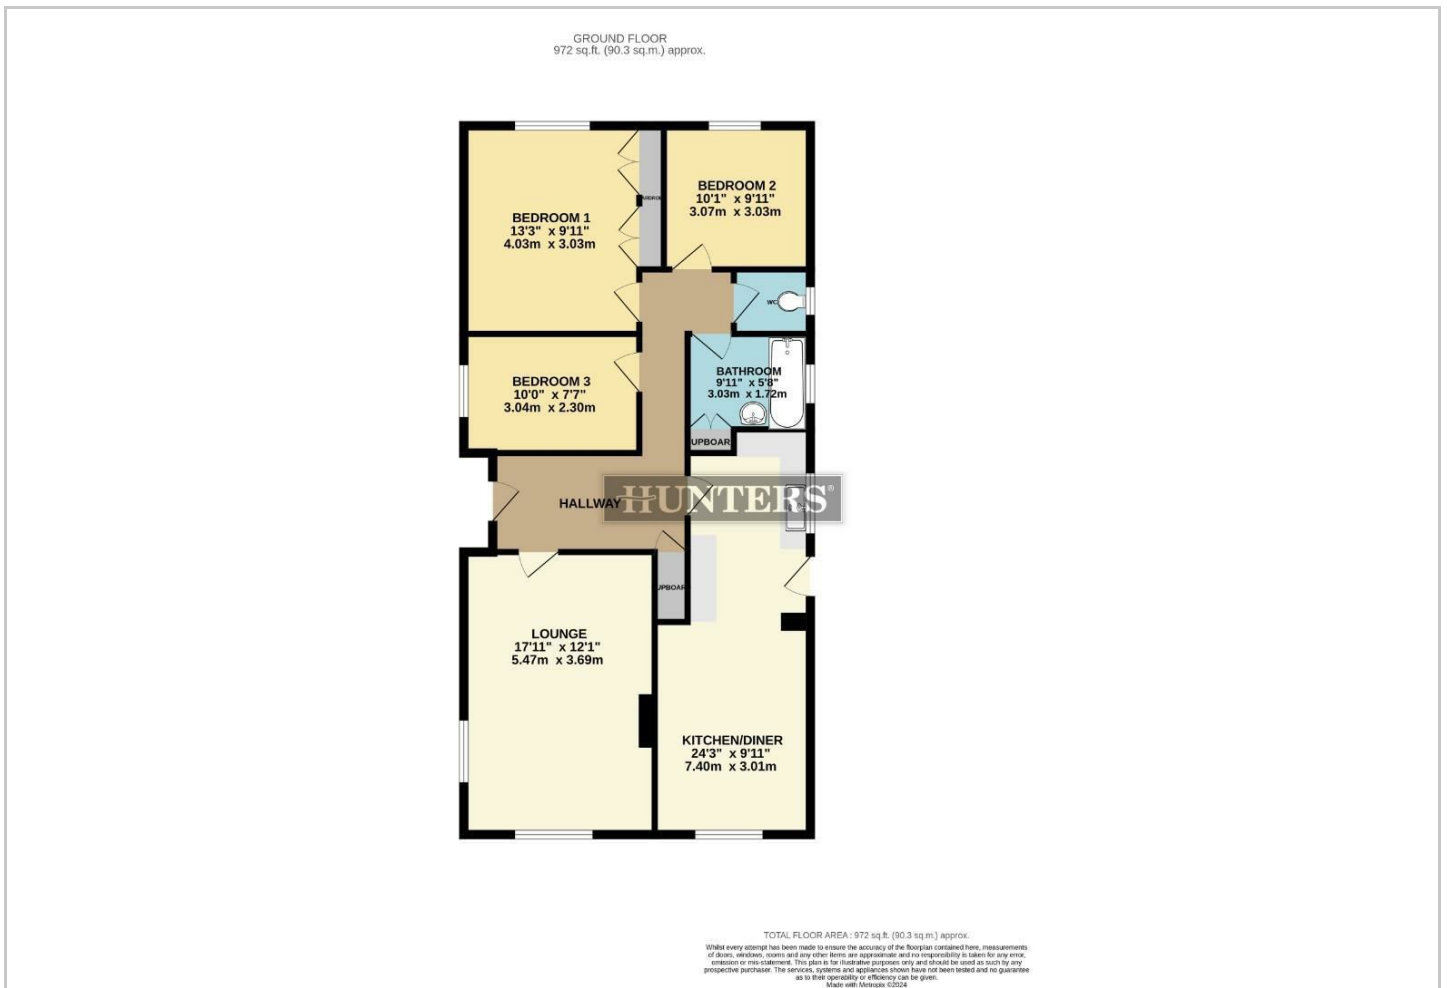 GROUND FLOOR
972 sq.ft. (90.3 sq.m.) approx.
BEDROOM 1
13'3" x 9'11"
4.03m x 3.03m
BEDROOM 2
10'1" x 9'11"
3.07m x 3.03m
WC
BEDROOM 3
10'0" x 7'7"
3.04m x 2.30m
BATHROOM
9'11" x 5'8"
3.03m x 1.72m
UPBOAR
HALLWAY
HUNTERS®
UPBOAR
LOUNGE
17'11" x 12'1"
5.47m x 3.69m
KITCHEN/DINER
24'3" x 9'11"
7.40m x 3.01m
TOTAL FLOOR AREA : 972 sq.ft. (90.3 sq.m.) approx.
Whilst every attempt has been made to ensure the accuracy of the floorplan contained here, measurements
of doors, windows, rooms and any other items are approximate and no responsibility is taken for any error,
omission or mis-statement. This plan is for illustrative purposes only and should be used as such by any
prospective purchaser. The services, systems and appliances shown have not been tested and no guarantee
as to their operability or efficiency can be given.
Made with Metropix ©2024